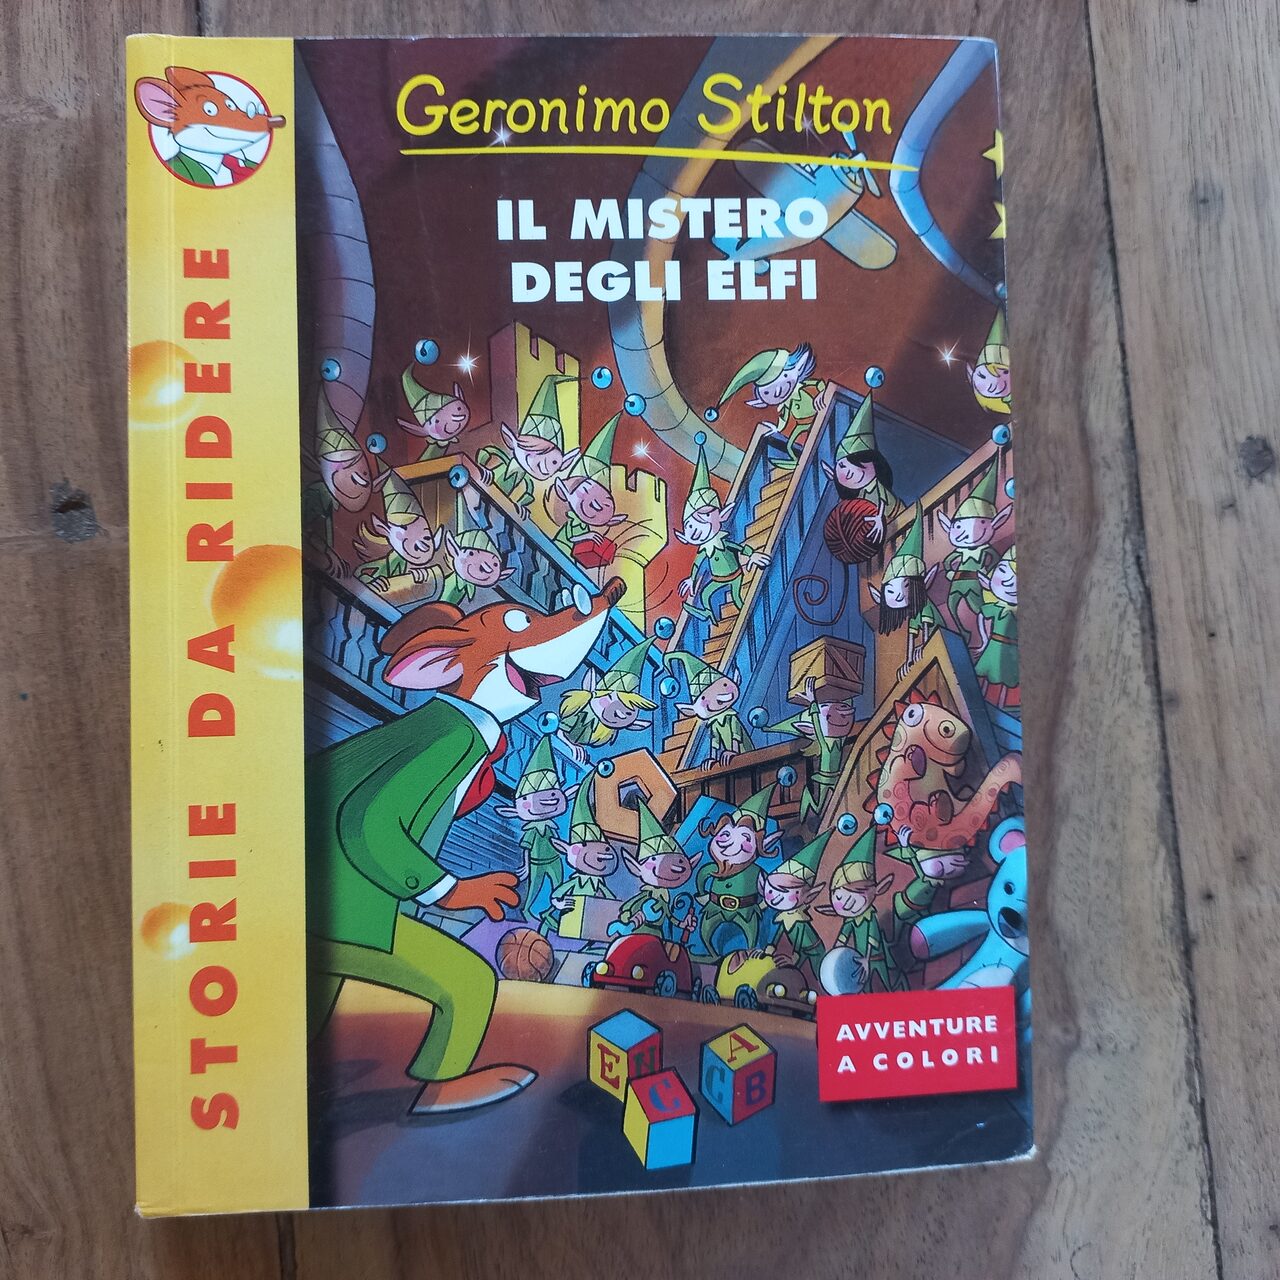 Geronimo Stilton
IL MISTERO
DEGLI ELFI
STORIE DA RIDERE
AVVENTURE
A COLORI
E N
C
A
C B